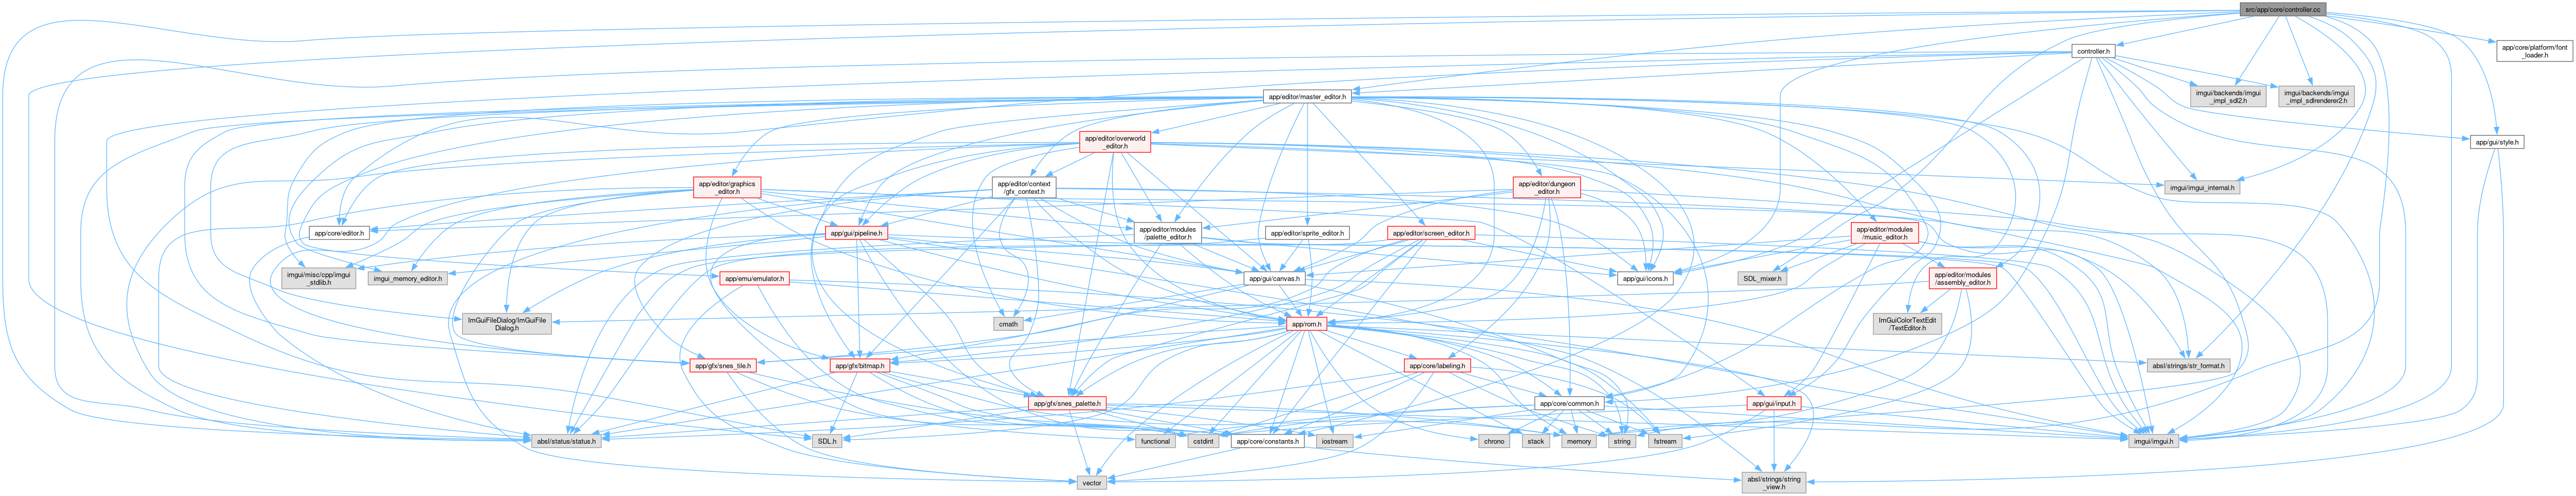 src/app/core/controller.cc
controller.h
app/core/platform/font
_loader.h
imgui/backends/imgui
_impl_sdl2.h
imgui/backends/imgui
_impl_sdlrenderer2.h
app/editor/master_editor.h
app/editor/overworld
_editor.h
app/gui/style.h
app/editor/graphics
_editor.h
app/editor/context
/gfx_context.h
app/editor/dungeon
_editor.h
imgui/imgui_internal.h
app/core/editor.h
app/gui/pipeline.h
app/editor/modules
/palette_editor.h
app/editor/sprite_editor.h
app/editor/screen_editor.h
app/editor/modules
/music_editor.h
imgui/misc/cpp/imgui
_stdlib.h
imgui_memory_editor.h
app/emu/emulator.h
app/gui/canvas.h
app/gui/icons.h
SDL_mixer.h
app/editor/modules
/assembly_editor.h
ImGuiFileDialog/ImGuiFile
Dialog.h
cmath
app/rom.h
ImGuiColorTextEdit
/TextEditor.h
app/gfx/snes_tile.h
app/gfx/bitmap.h
app/core/labeling.h
absl/strings/str_format.h
app/gfx/snes_palette.h
app/core/common.h
app/gui/input.h
absl/status/status.h
SDL.h
functional
cstdint
app/core/constants.h
iostream
chrono
stack
memory
string
fstream
imgui/imgui.h
vector
absl/strings/string
_view.h